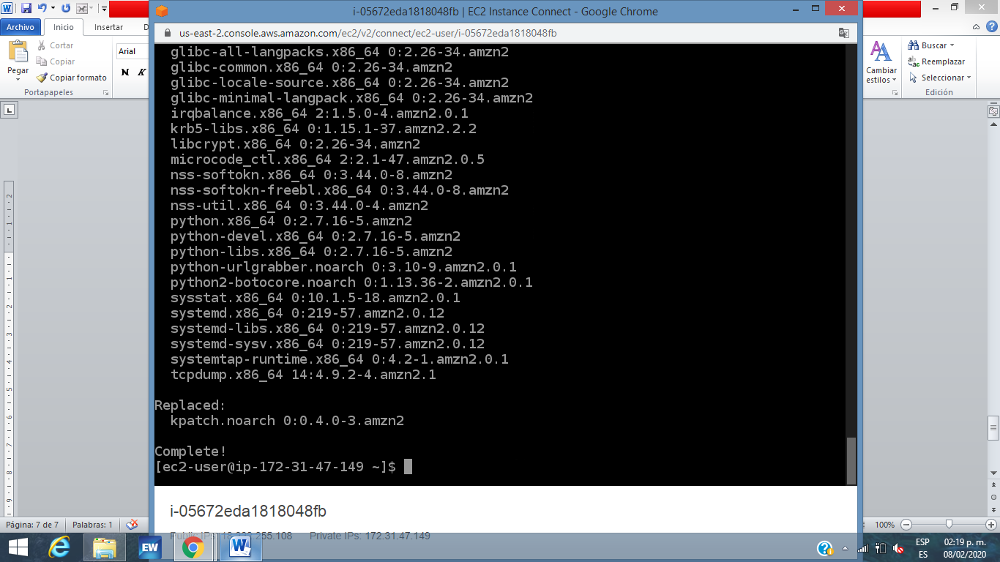 i-05672eda1818048fb | EC2 Instance Connect - Google Chrome
Archivo Inicio Insertar D
us-east-2.console.aws.amazon.com/ec2/v2/connect/ec2-user/i-05672eda1818048fb
Pegar
Cortar
Copiar
Copiar formato
Portapapeles
Arial
N K
Cambiar estilos
Buscar
Reemplazar
Seleccionar
Edición
glibc-all-langpacks.x86_64 0:2.26-34.amzn2
glibc-common.x86_64 0:2.26-34.amzn2
glibc-locale-source.x86_64 0:2.26-34.amzn2
glibc-minimal-langpack.x86_64 0:2.26-34.amzn2
irqbalance.x86_64 2:1.5.0-4.amzn2.0.1
krb5-libs.x86_64 0:1.15.1-37.amzn2.2.2
libcrypt.x86_64 0:2.26-34.amzn2
microcode_ctl.x86_64 2:2.1-47.amzn2.0.5
nss-softokn.x86_64 0:3.44.0-8.amzn2
nss-softokn-freebl.x86_64 0:3.44.0-8.amzn2
nss-util.x86_64 0:3.44.0-4.amzn2
python.x86_64 0:2.7.16-5.amzn2
python-devel.x86_64 0:2.7.16-5.amzn2
python-libs.x86_64 0:2.7.16-5.amzn2
python-urlgrabber.noarch 0:3.10-9.amzn2.0.1
python2-botocore.noarch 0:1.13.36-2.amzn2.0.1
sysstat.x86_64 0:10.1.5-18.amzn2.0.1
systemd.x86_64 0:219-57.amzn2.0.12
systemd-libs.x86_64 0:219-57.amzn2.0.12
systemd-sysv.x86_64 0:219-57.amzn2.0.12
systemtap-runtime.x86_64 0:4.2-1.amzn2.0.1
tcpdump.x86_64 14:4.9.2-4.amzn2.1
Replaced:
kpatch.noarch 0:0.4.0-3.amzn2
Complete!
[ec2-user@ip-172-31-47-149 ~]$
i-05672eda1818048fb
Private IPs: 172.31.47.149
Página: 7 de 7 Palabras: 1
100%
EW
ESP
ES
02:19 p. m.
08/02/2020